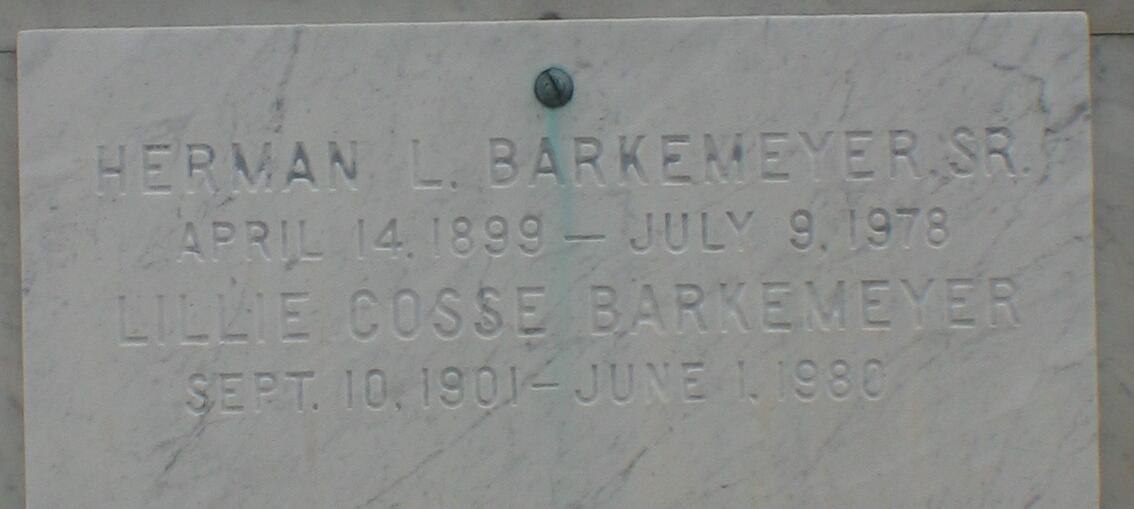 HERMAN L. BARKEMEYER, SR.
APRIL 14, 1899 — JULY 9, 1978
LILLIE COSSE BARKEMEYER
SEPT. 10, 1901 — JUNE 1, 1980